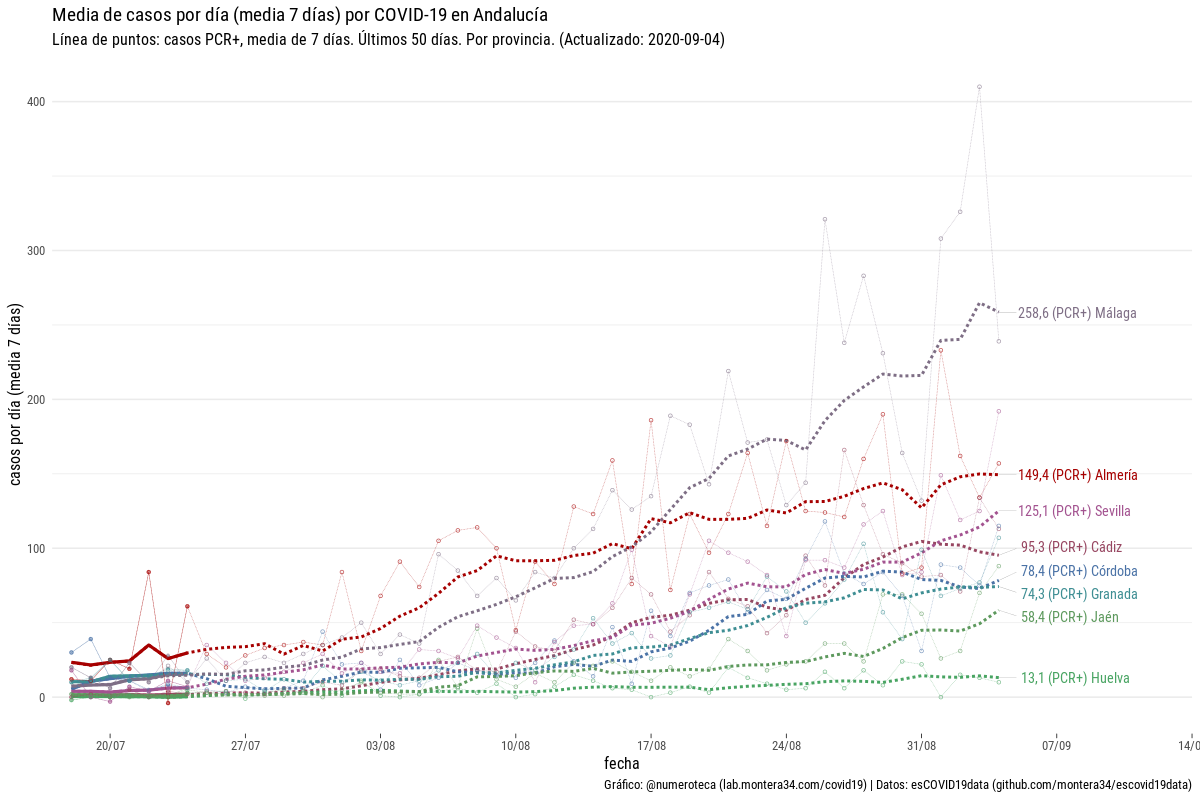 Media de casos por día (media 7 días) por COVID-19 en Andalucía
Línea de puntos: casos PCR+, media de 7 días. Últimos 50 días. Por provincia. (Actualizado: 2020-09-04)
casos por día (media 7 días)
400
300
200
100
0
258,6 (PCR+) Málaga
149,4 (PCR+) Almería
125,1 (PCR+) Sevilla
95,3 (PCR+) Cádiz
78,4 (PCR+) Córdoba
74,3 (PCR+) Granada
58,4 (PCR+) Jaén
13,1 (PCR+) Huelva
20/07 27/07 03/08 10/08 17/08 24/08 31/08 07/09 14/0
fecha
Gráfico: @numeroteca (lab.montera34.com/covid19) | Datos: esCOVID19data (github.com/montera34/escovid19data)